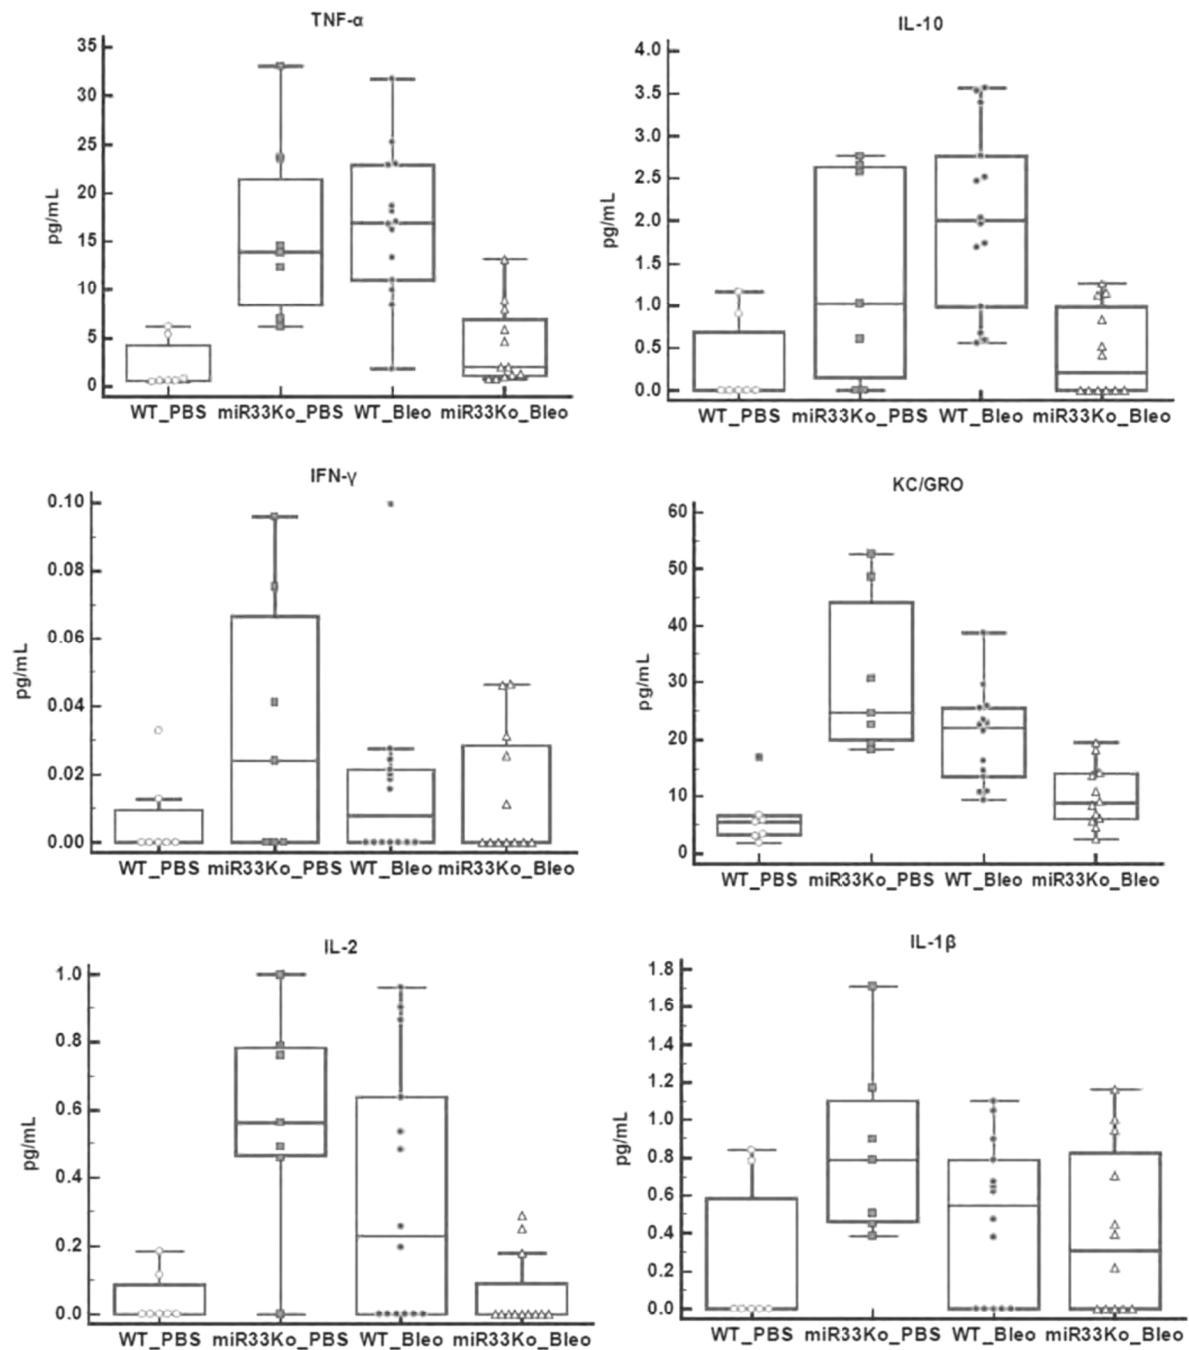 TNF-α
35
30
25
20
15
10
5
0
pg/mL
WT_PBS miR33Ko_PBS WT_Bleo miR33Ko_Bleo
IL-10
4.0
3.5
3.0
2.5
2.0
1.5
1.0
0.5
0.0
pg/mL
WT_PBS miR33Ko_PBS WT_Bleo miR33Ko_Bleo
IFN-γ
0.10
0.08
0.06
0.04
0.02
0.00
pg/mL
WT_PBS miR33Ko_PBS WT_Bleo miR33Ko_Bleo
KC/GRO
60
50
40
30
20
10
0
pg/mL
WT_PBS miR33Ko_PBS WT_Bleo miR33Ko_Bleo
IL-2
1.0
0.8
0.6
0.4
0.2
0.0
pg/mL
WT_PBS miR33Ko_PBS WT_Bleo miR33Ko_Bleo
IL-1β
1.8
1.6
1.4
1.2
1.0
0.8
0.6
0.4
0.2
0.0
pg/mL
WT_PBS miR33Ko_PBS WT_Bleo miR33Ko_Bleo